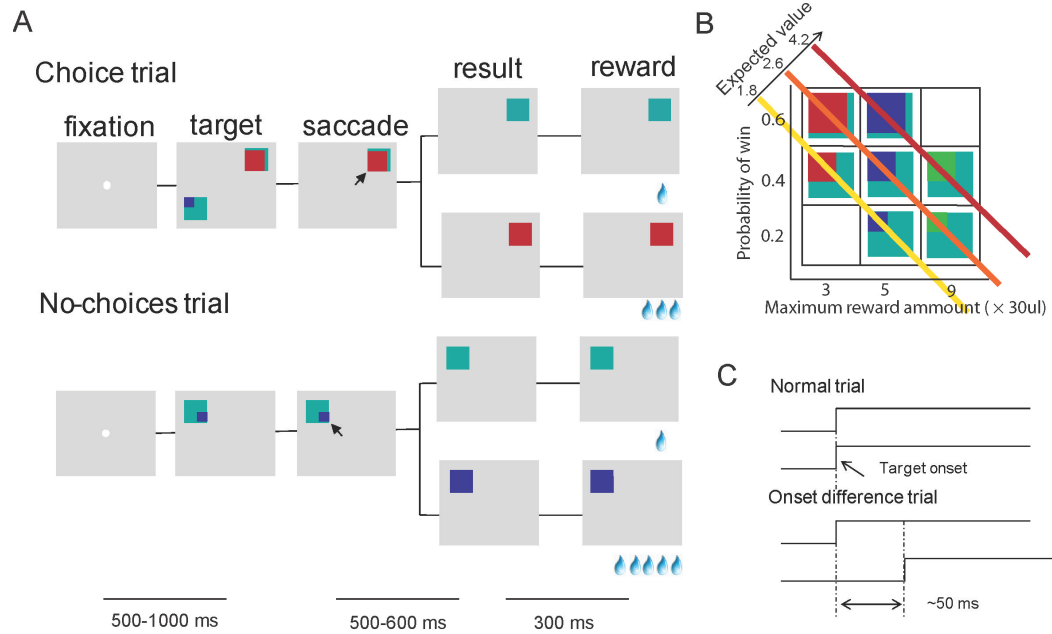 A
Choice trial
fixation
target
saccade
result
reward
No-choices trial
500-1000 ms
500-600 ms
300 ms
B
Expected value
1.8
2.6
4.2
Probability of win
0.6
0.4
0.2
3
5
9
Maximum reward ammount ( × 30ul)
C
Normal trial
Target onset
Onset difference trial
~50 ms